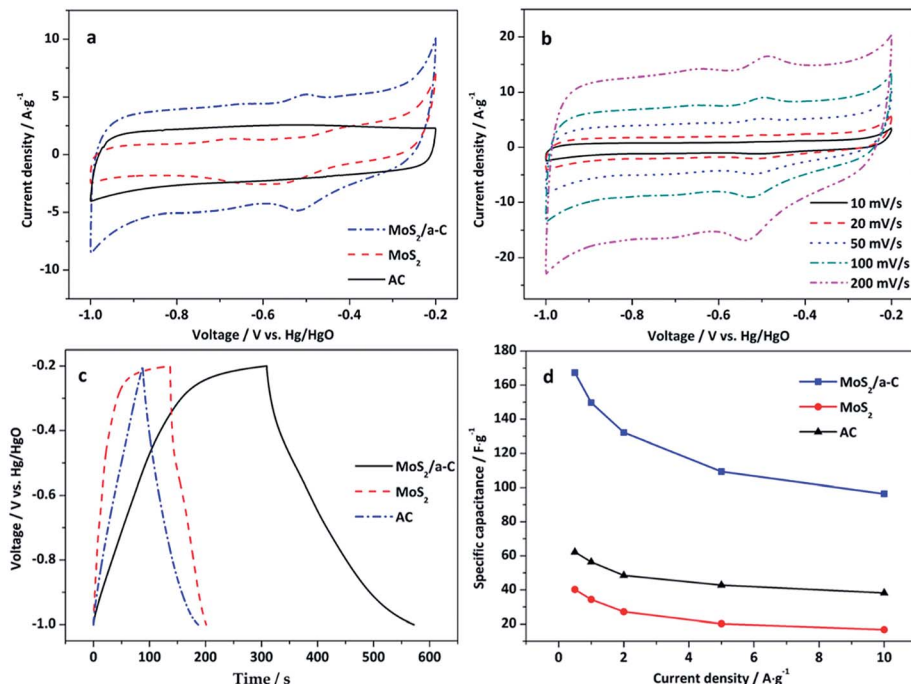 a
Current density / A·g⁻¹
10
5
0
-5
-10
MoS₂/a-C
MoS₂
AC
-1.0
-0.8
-0.6
-0.4
-0.2
Voltage / V vs. Hg/HgO
b
Current density / A·g⁻¹
20
10
0
-10
-20
10 mV/s
20 mV/s
50 mV/s
100 mV/s
200 mV/s
-1.0
-0.8
-0.6
-0.4
-0.2
Voltage / V vs. Hg/HgO
c
Voltage / V vs. Hg/HgO
-0.2
-0.4
-0.6
-0.8
-1.0
MoS₂/a-C
MoS₂
AC
0
100
200
300
400
500
600
Time / s
d
Specific capacitance / F·g⁻¹
180
160
140
120
100
80
60
40
20
MoS₂/a-C
MoS₂
AC
0
2
4
6
8
10
Current density / A·g⁻¹